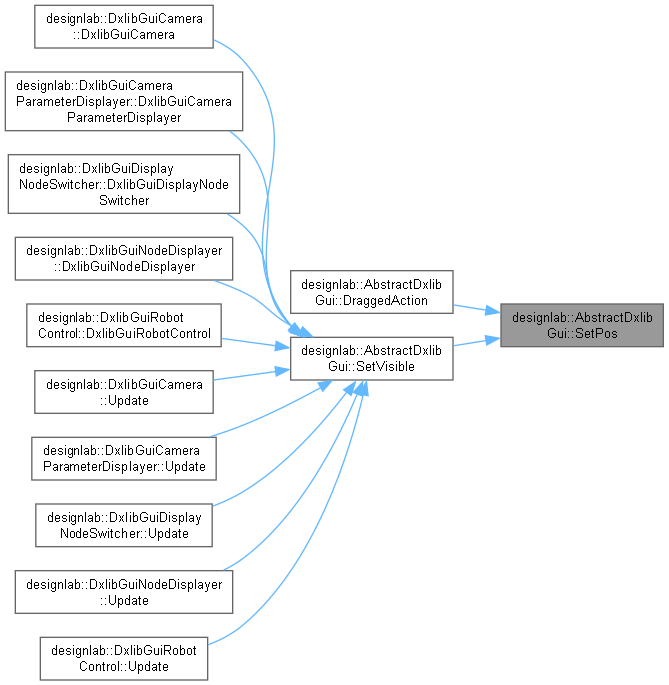 designlab::DxlibGuiCamera
::DxlibGuiCamera
designlab::DxlibGuiCamera
ParameterDisplayer::DxlibGuiCamera
ParameterDisplayer
designlab::DxlibGuiDisplay
NodeSwitcher::DxlibGuiDisplayNode
Switcher
designlab::DxlibGuiNodeDisplayer
::DxlibGuiNodeDisplayer
designlab::DxlibGuiRobot
Control::DxlibGuiRobotControl
designlab::DxlibGuiCamera
::Update
designlab::DxlibGuiCamera
ParameterDisplayer::Update
designlab::DxlibGuiDisplay
NodeSwitcher::Update
designlab::DxlibGuiNodeDisplayer
::Update
designlab::DxlibGuiRobot
Control::Update
designlab::AbstractDxlib
Gui::DraggedAction
designlab::AbstractDxlib
Gui::SetVisible
designlab::AbstractDxlib
Gui::SetPos